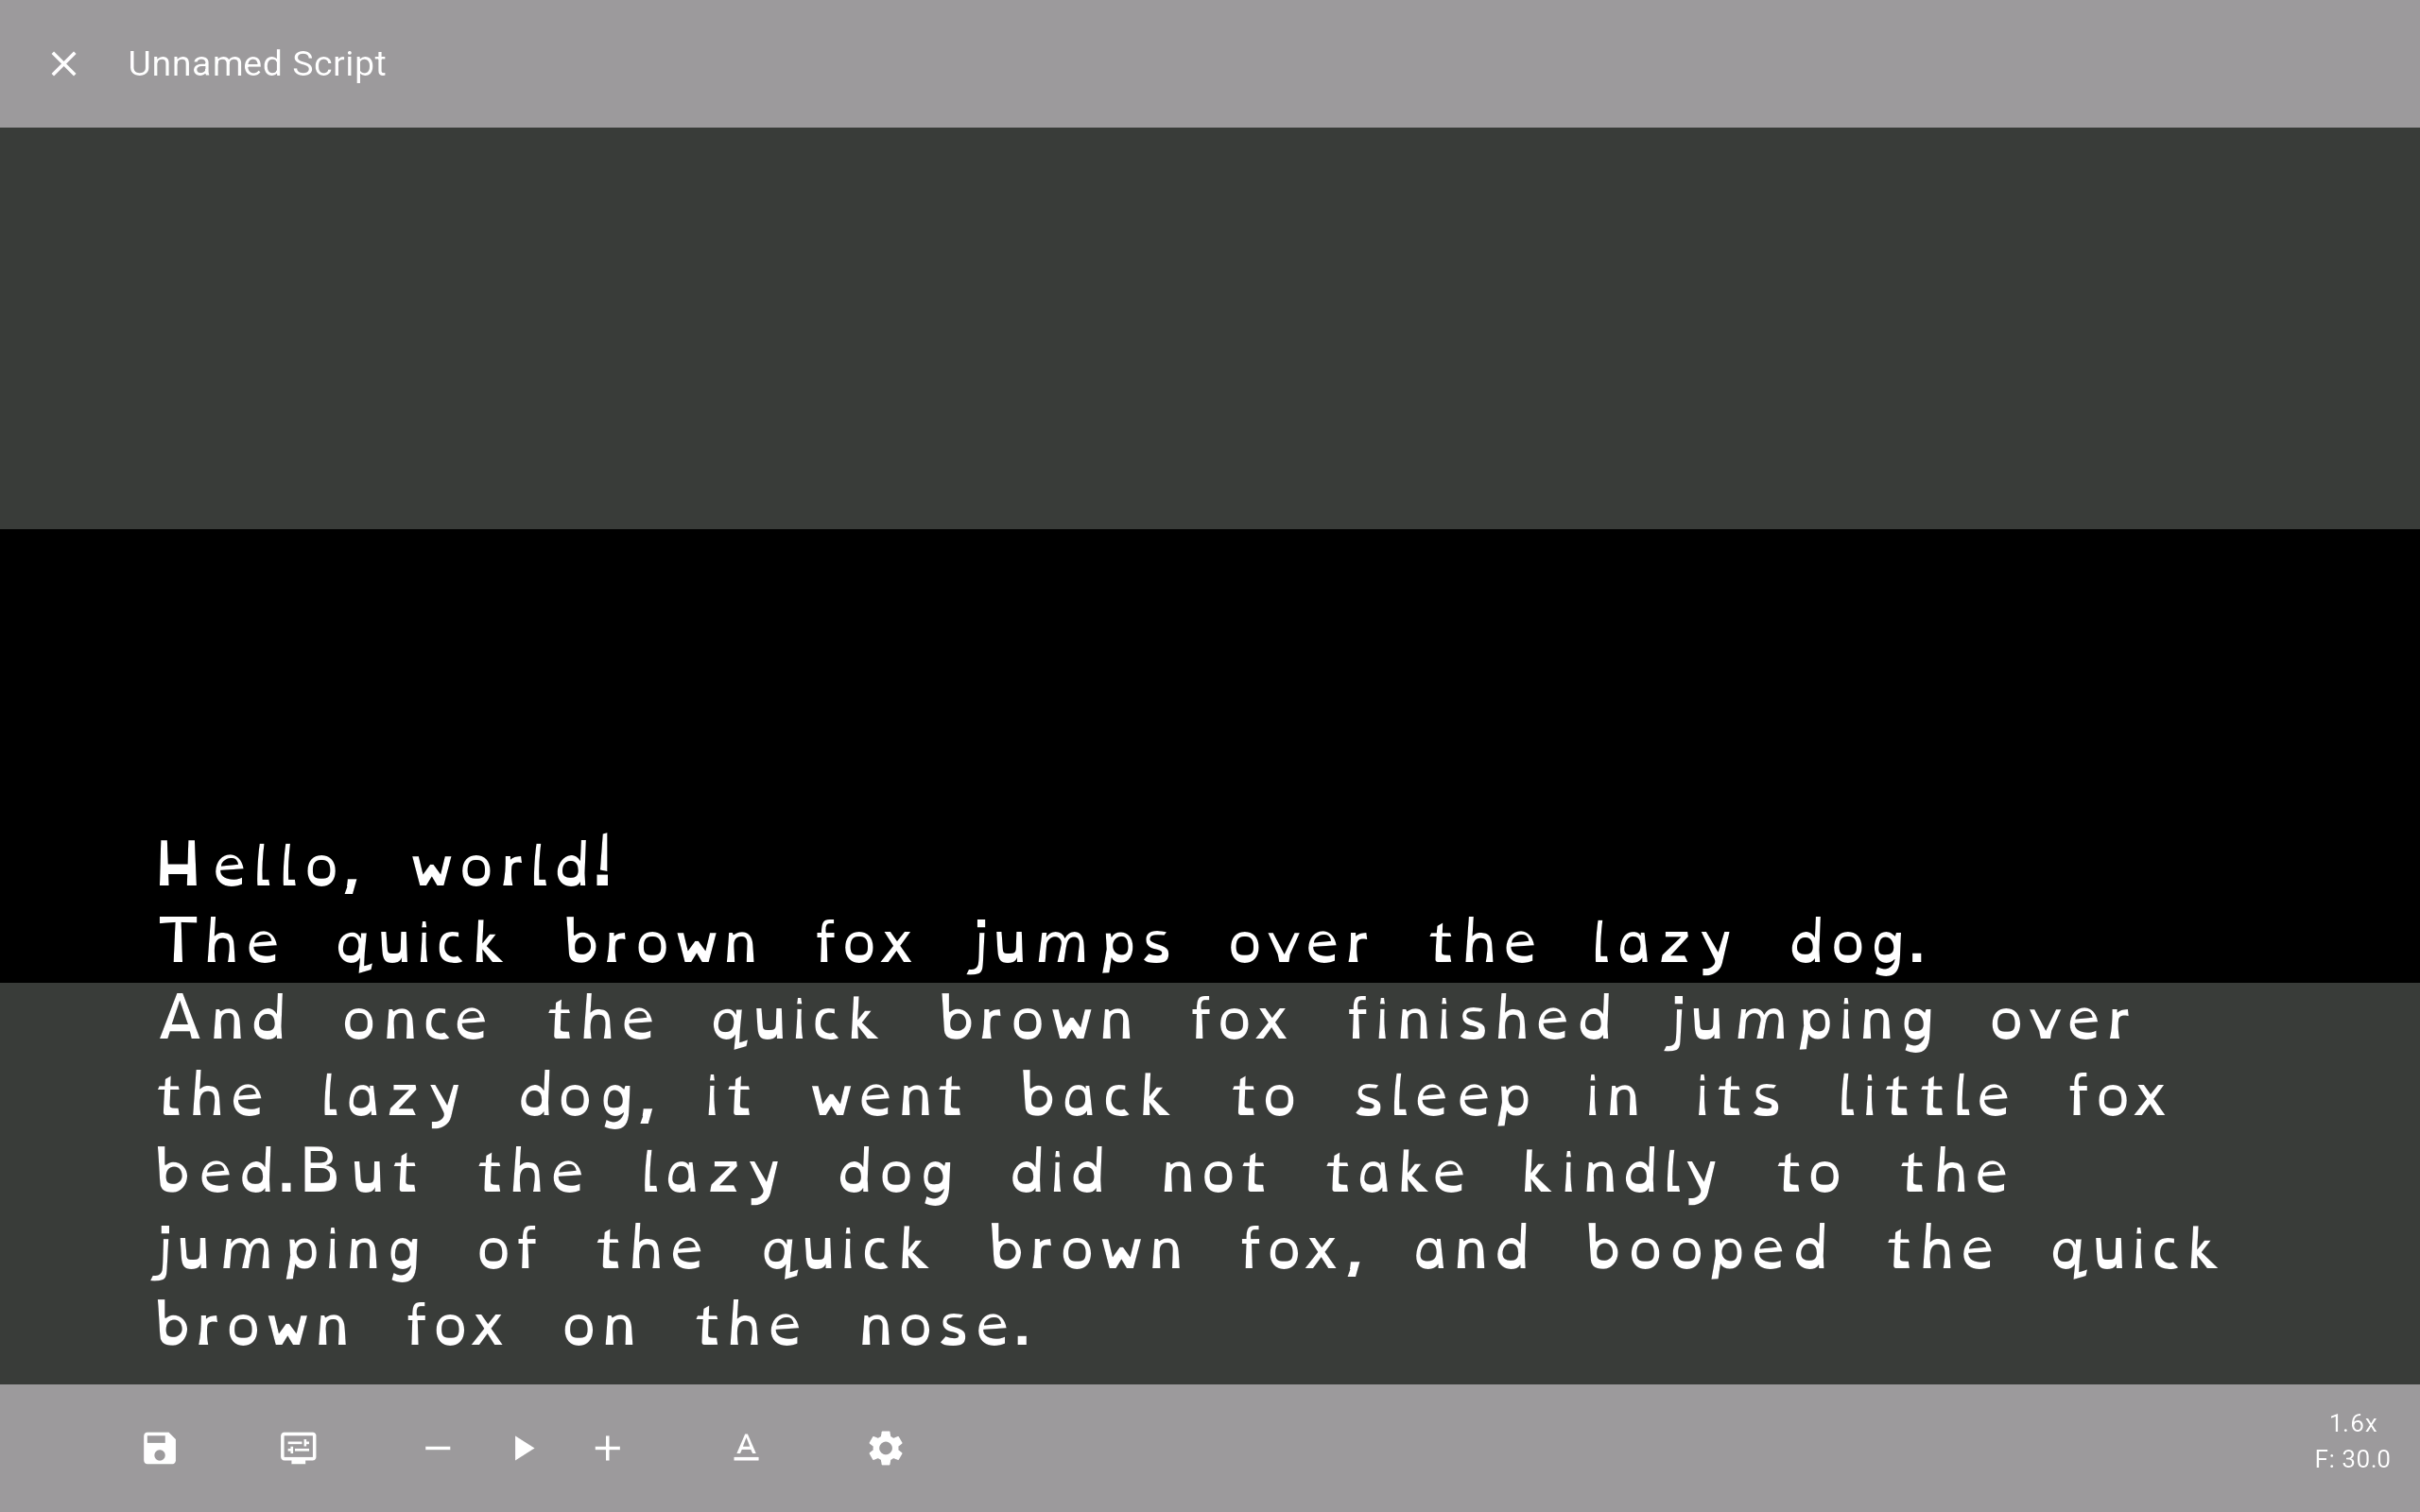 Unnamed Script
Hello, world!
The quick brown fox jumps over the lazy dog.
And once the quick brown fox finished jumping over
the lazy dog, it went back to sleep in its little fox
bed.But the lazy dog did not take kindly to the
jumping of the quick brown fox, and booped the quick
brown fox on the nose.
1.6x
F: 30.0